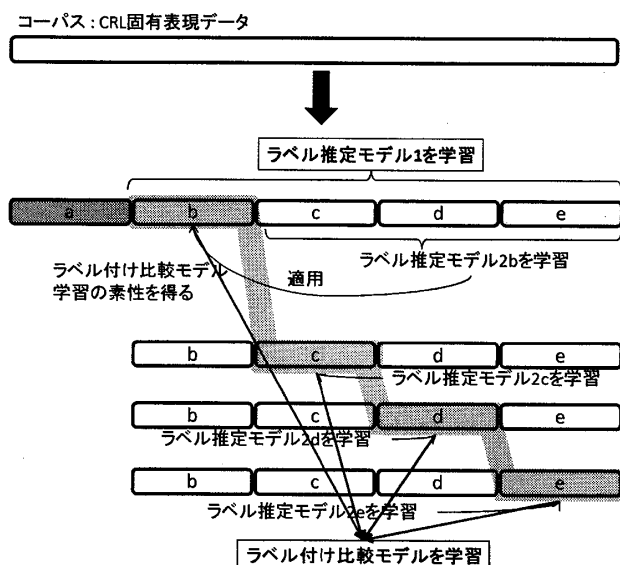 コーパス：CRL固有表現データ
ラベル推定モデル1を学習
a b c d e
ラベル推定モデル2bを学習
ラベル付け比較モデル
学習の素性を得る
適用
b c d e
ラベル推定モデル2cを学習
b c d e
ラベル推定モデル2dを学習
b c d e
ラベル推定モデル2eを学習
ラベル付け比較モデルを学習